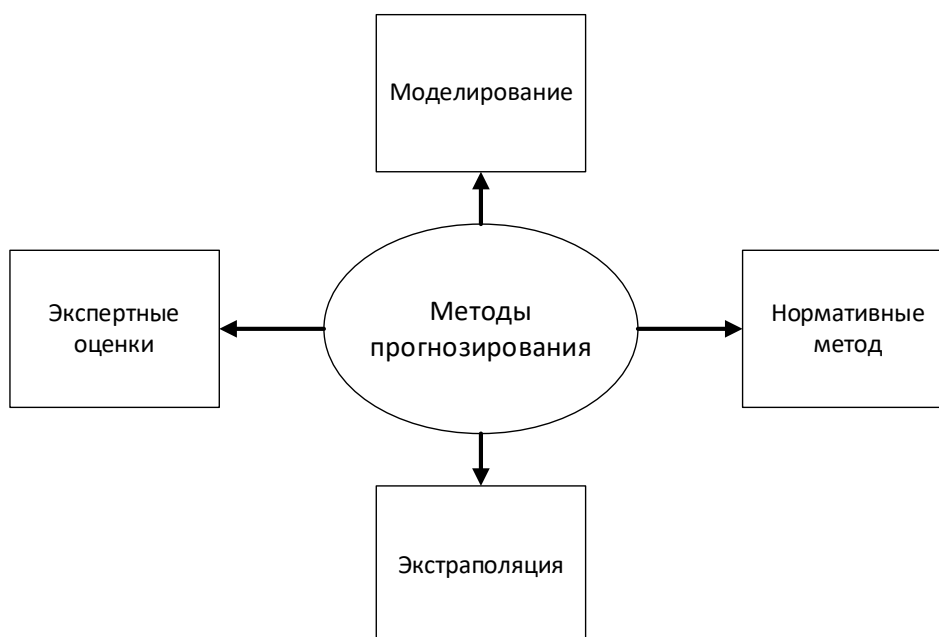 Моделирование
Экспертные
оценки
Методы
прогнозирования
Нормативные
метод
Экстраполяция